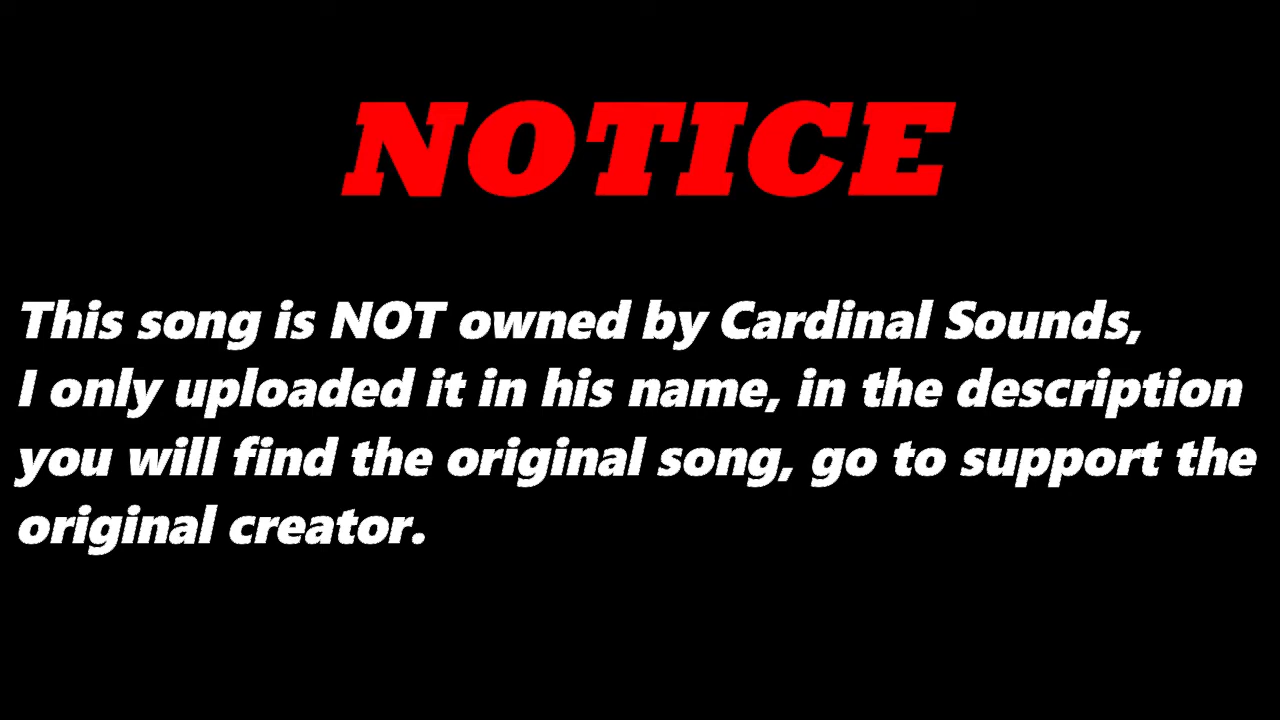 NOTICE
This song is NOT owned by Cardinal Sounds,
I only uploaded it in his name, in the description
you will find the original song, go to support the
original creator.